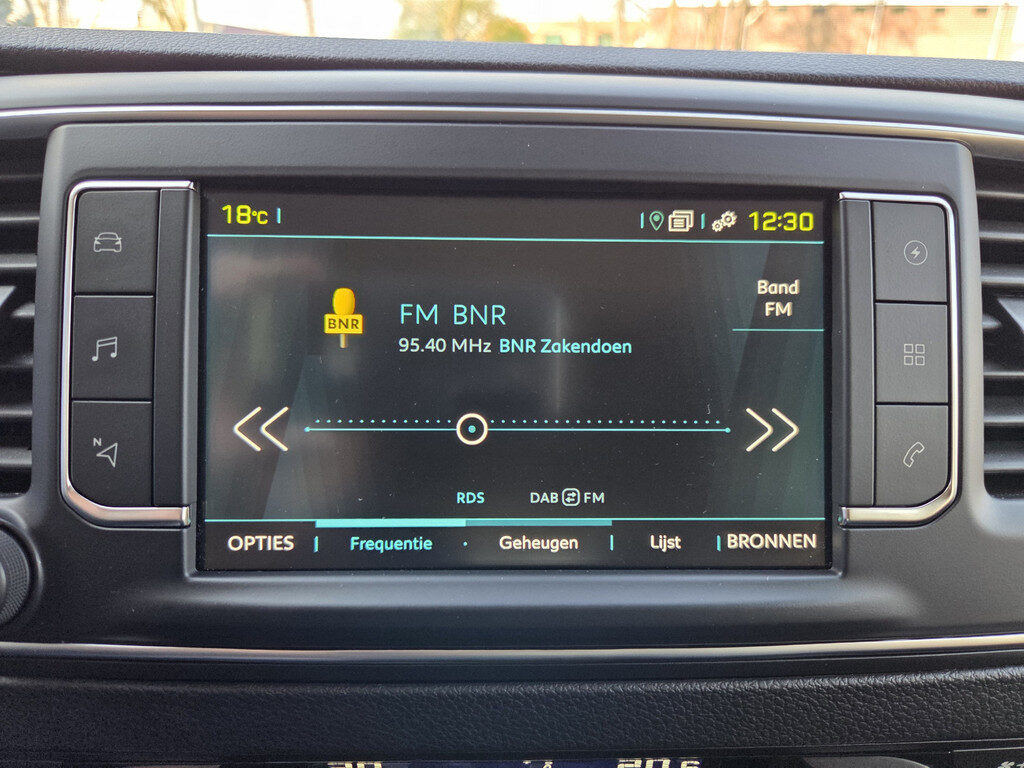 18°C 12:30
Band
FM
BNR
FM BNR
95.40 MHz BNR Zakendoen
N
RDS DAB FM
OPTIES Frequentie Geheugen Lijst BRONNEN